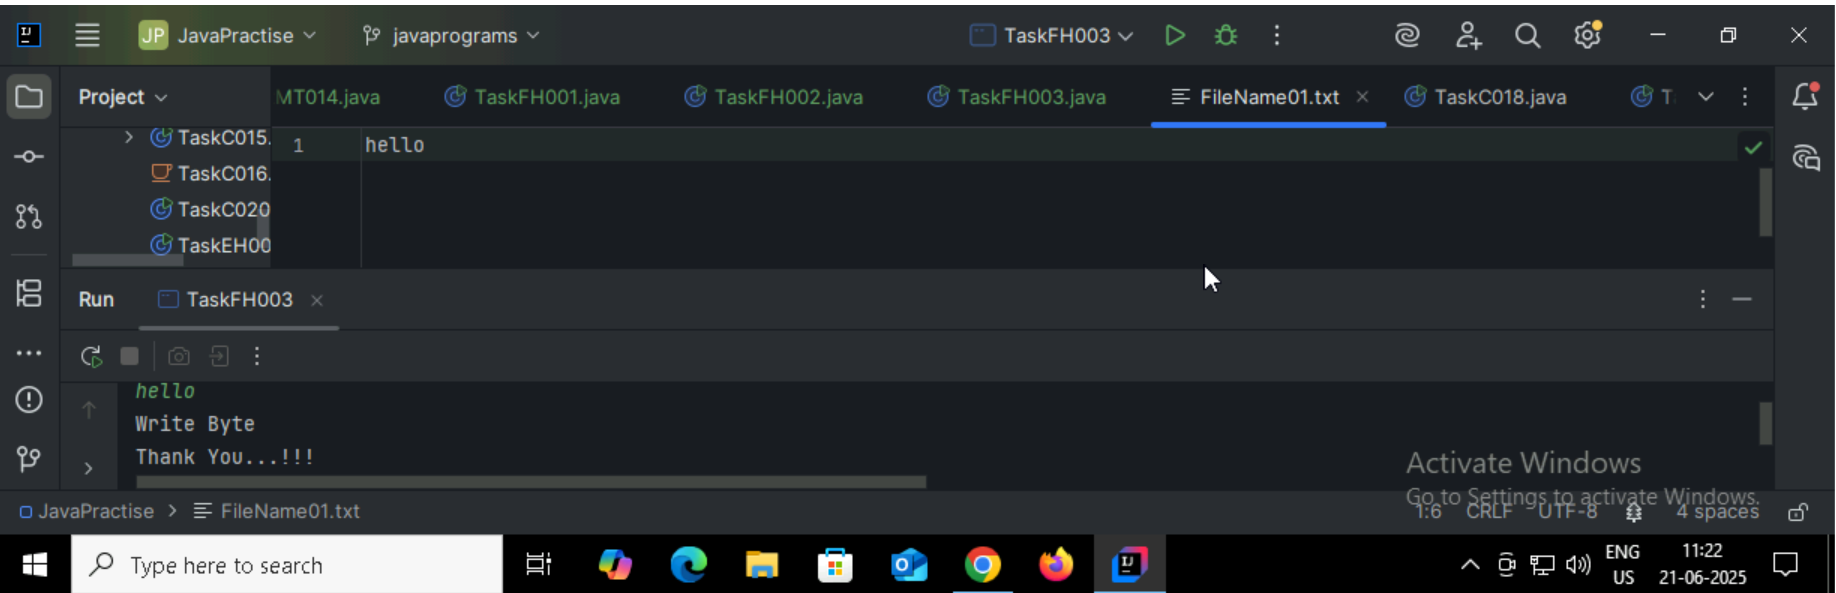 JP JavaPractise javaprograms TaskFH003
Project MT014.java TaskFH001.java TaskFH002.java TaskFH003.java FileName01.txt TaskC018.java T
TaskC015. 1 hello
TaskC016.
TaskC020
TaskEH00
Run TaskFH003
hello
Write Byte
Thank You...!!!
Activate Windows
Go to Settings to activate Windows.
JavaPractise > FileName01.txt 1:6 CRLF UTF-8 4 spaces
Type here to search ENG 11:22
US 21-06-2025